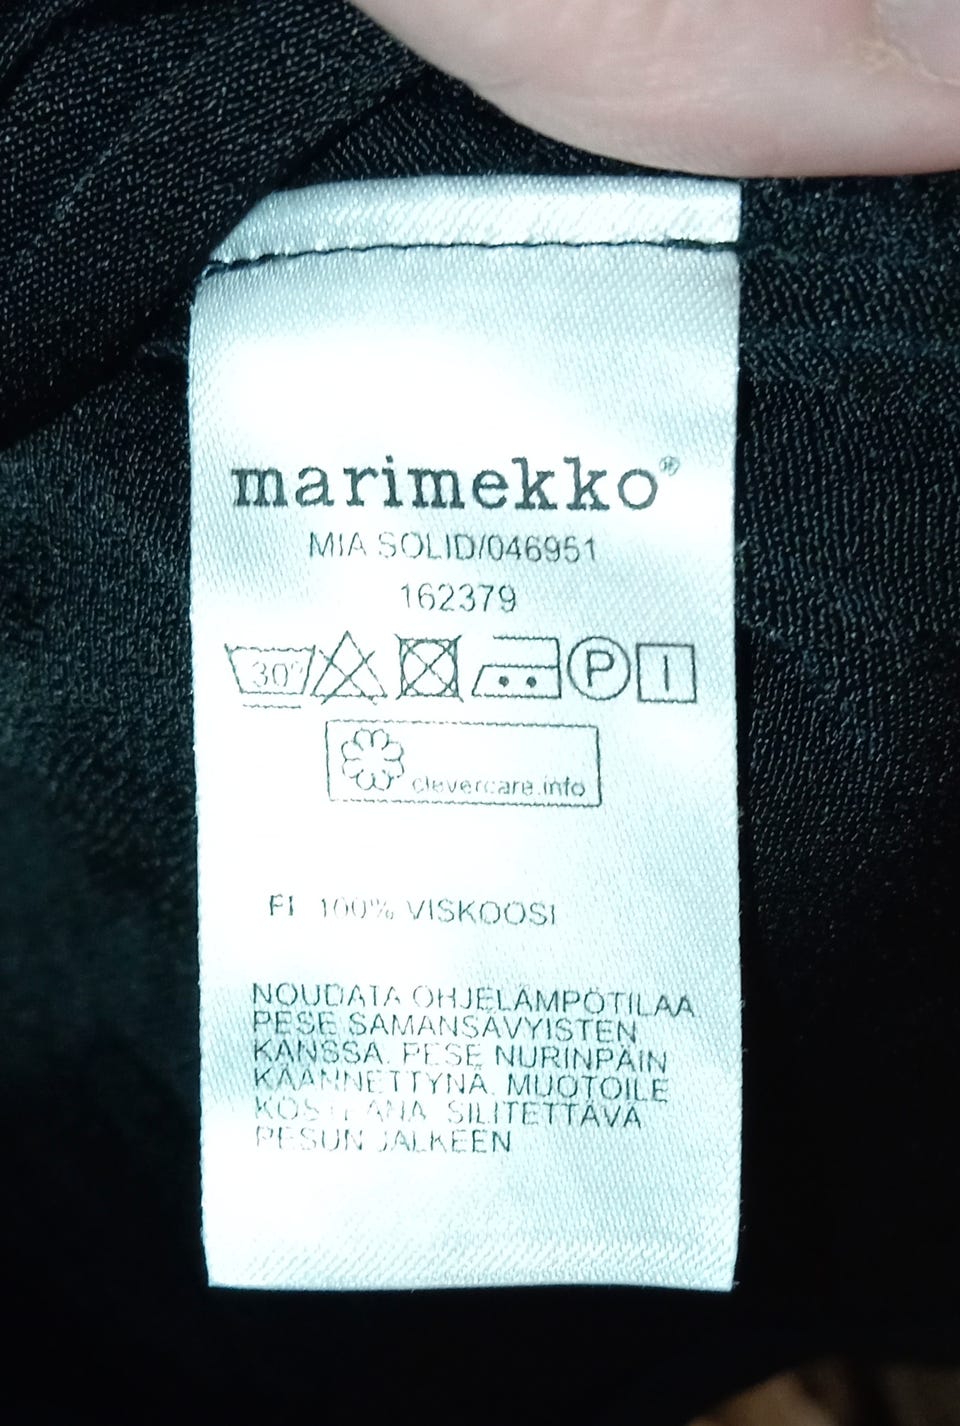 marimekko®
MIA SOLID/046951
162379
30°
P
clevercare.info
FI 100% VISKOOSI
NOUDATA OHJELÄMPÖTILAA
PESE SAMANSÄVYISTEN
KANSSA. PESE NURINPÄIN
KÄÄNNETTYNÄ. MUOTOILE
KOSTEANA. SILITETTÄVÄ
PESUN JÄLKEEN